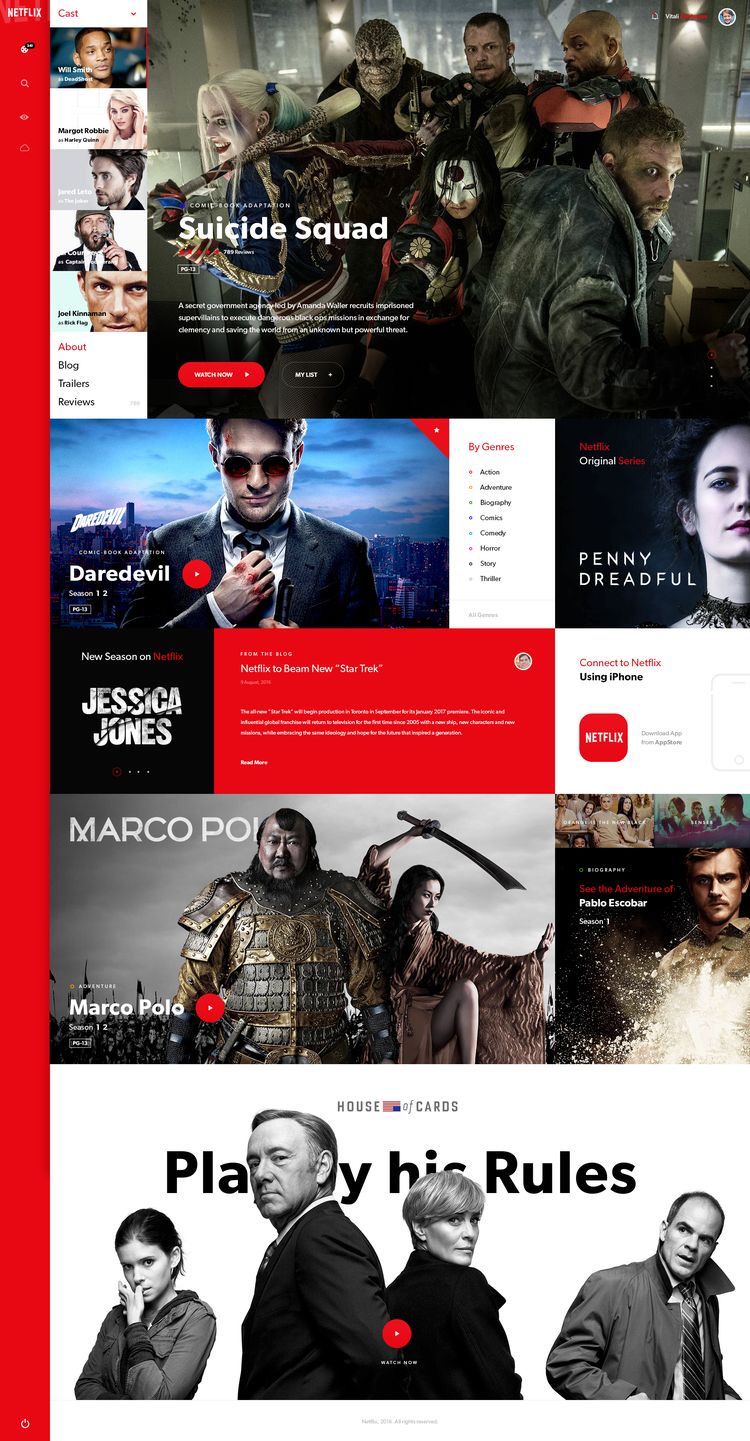 NETFLIX
Cast
Will Smith
as DeadShot
Margot Robbie
as Harley Quinn
Jared Leto
as The Joker
as Captain
Joel Kinnaman
as Rick Flag
About
Blog
Trailers
Reviews 789
Vitali
COMIC-BOOK ADAPTATION
Suicide Squad
789 Reviews
PG-13
A secret government agency led by Amanda Waller recruits imprisoned
supervillains to execute dangerous black ops missions in exchange for
clemency and saving the world from an unknown but powerful threat.
WATCH NOW
MY LIST +
DAREDEVIL
COMIC-BOOK ADAPTATION
Daredevil
Season 1 2
PG-13
By Genres
Action
Adventure
Biography
Comics
Comedy
Horror
Story
Thriller
All Genres
Netflix
Original Series
PENNY
DREADFUL
New Season on Netflix
JESSICA
JONES
FROM THE BLOG
Netflix to Beam New “Star Trek”
9 August, 2016
The all-new “Star Trek” will begin production in Toronto in September for its January 2017 premiere. The iconic and
influential global franchise will return to television for the first time since 2005 with a new ship, new characters and new
missions, while embracing the same ideology and hope for the future that inspired a generation.
Read More
Connect to Netflix
Using iPhone
NETFLIX
Download App
from AppStore
MARCO POL
ADVENTURE
Marco Polo
Season 1 2
PG-13
ORANGE IS THE NEW BLACK
SENSE8
BIOGRAPHY
See the Adventure of
Pablo Escobar
Season 1
HOUSE of CARDS
Pla y his Rules
WATCH NOW
Netflix, 2016. All rights reserved.